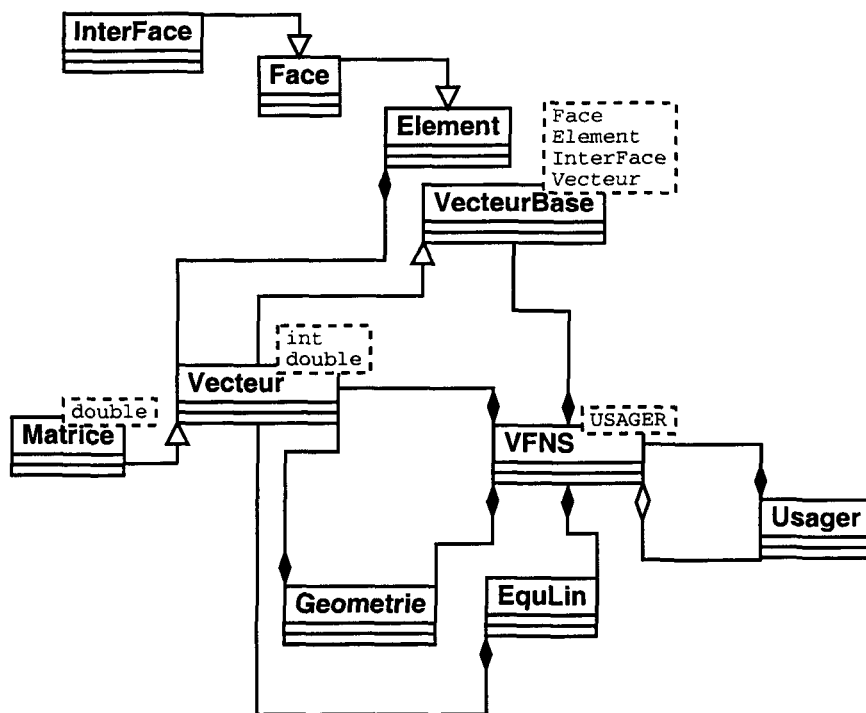 InterFace
Face
Element
Face
Element
InterFace
Vecteur
VecteurBase
int
double
Vecteur
double
Matrice
USAGER
VFNS
Usager
Geometrie
EquLin